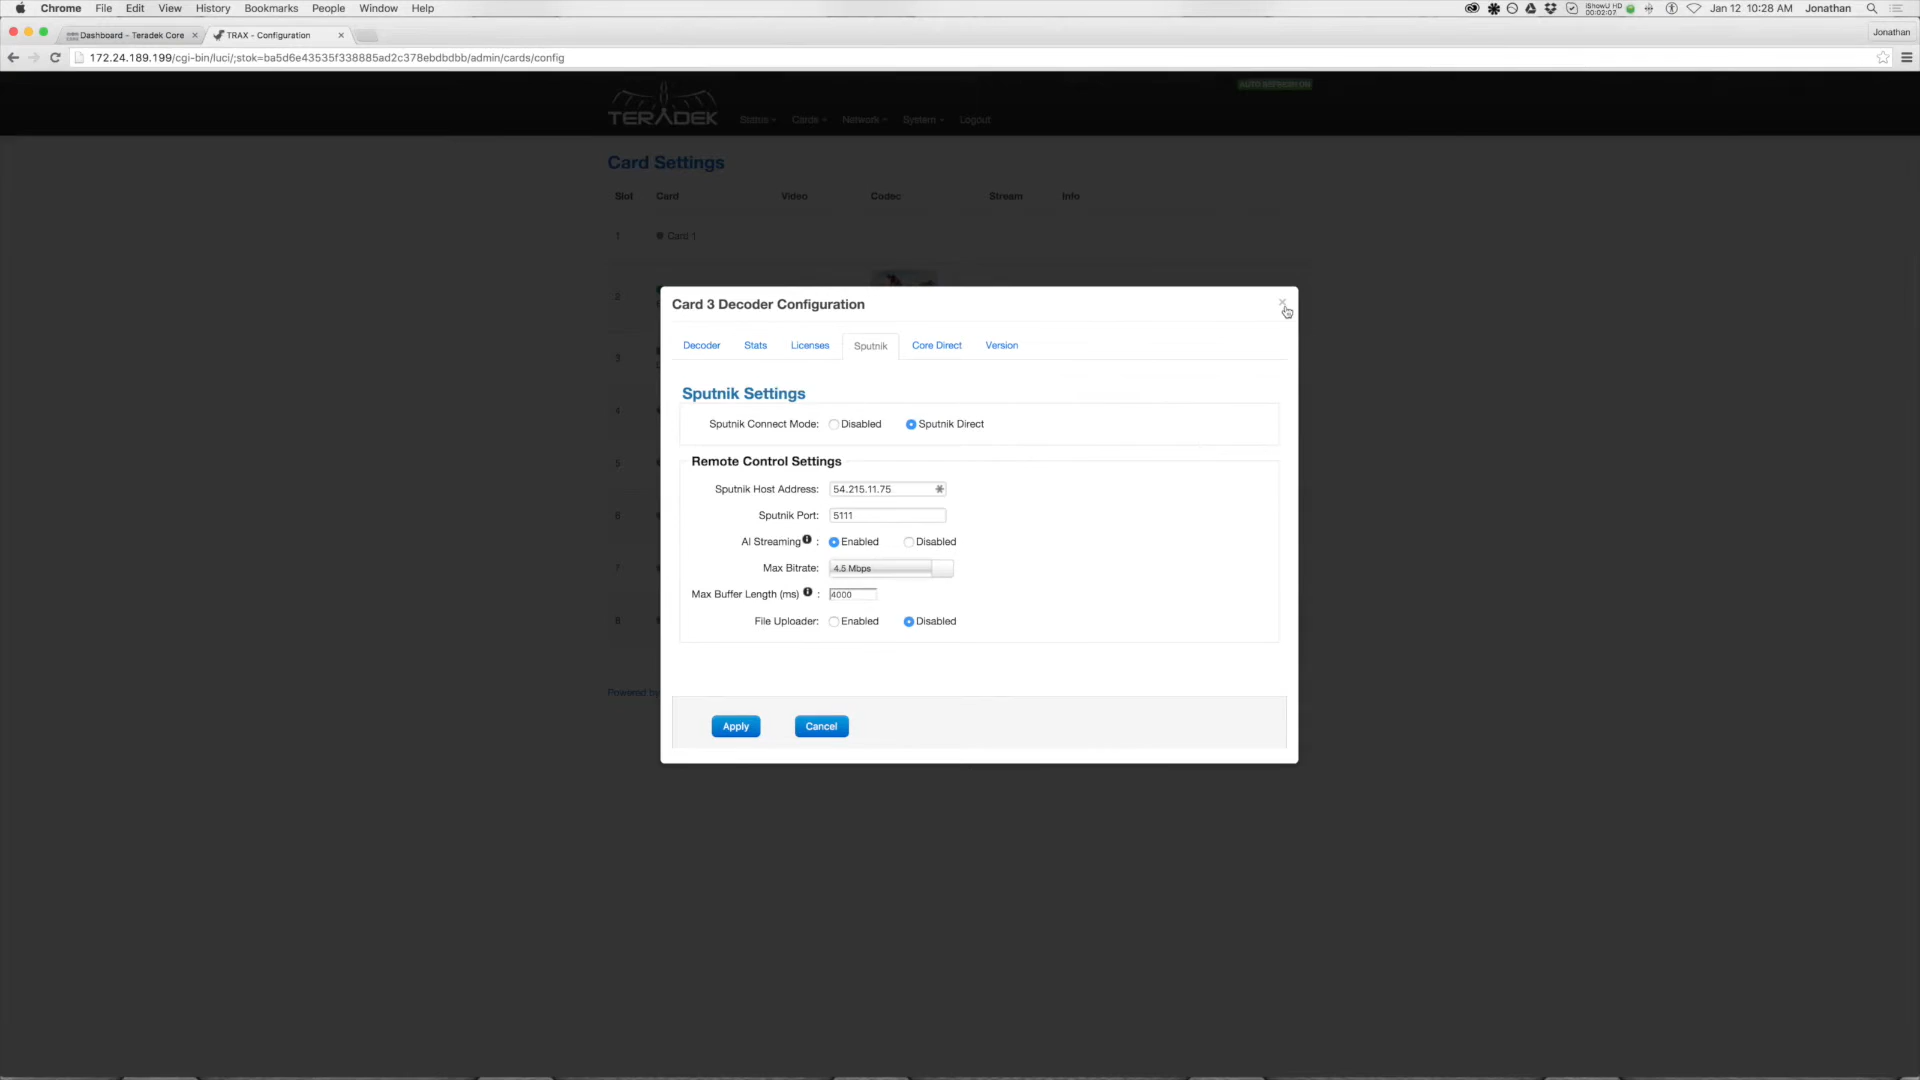 Chrome File Edit View History Bookmarks People Window Help
iShowU HD
00:02:07
Jan 12 10:28 AM Jonathan
Dashboard - Teradek Core
TRAX - Configuration
Jonathan
172.24.189.199/cgi-bin/luci/;stok=ba5d6e43535f338885ad2c378ebdbdbb/admin/cards/config
AUTO REFRESH ON
TERADEK Status Cards Network System Logout
Card Settings
Slot Card Video Codec Stream Info
1 Card 1
2
3
4
5
6
7
8
Powered by
Card 3 Decoder Configuration ×
Decoder Stats Licenses Sputnik Core Direct Version
Sputnik Settings
Sputnik Connect Mode: Disabled Sputnik Direct
Remote Control Settings
Sputnik Host Address: 54.215.11.75
Sputnik Port: 5111
AI Streaming : Enabled Disabled
Max Bitrate: 4.5 Mbps
Max Buffer Length (ms) : 4000
File Uploader: Enabled Disabled
Apply Cancel